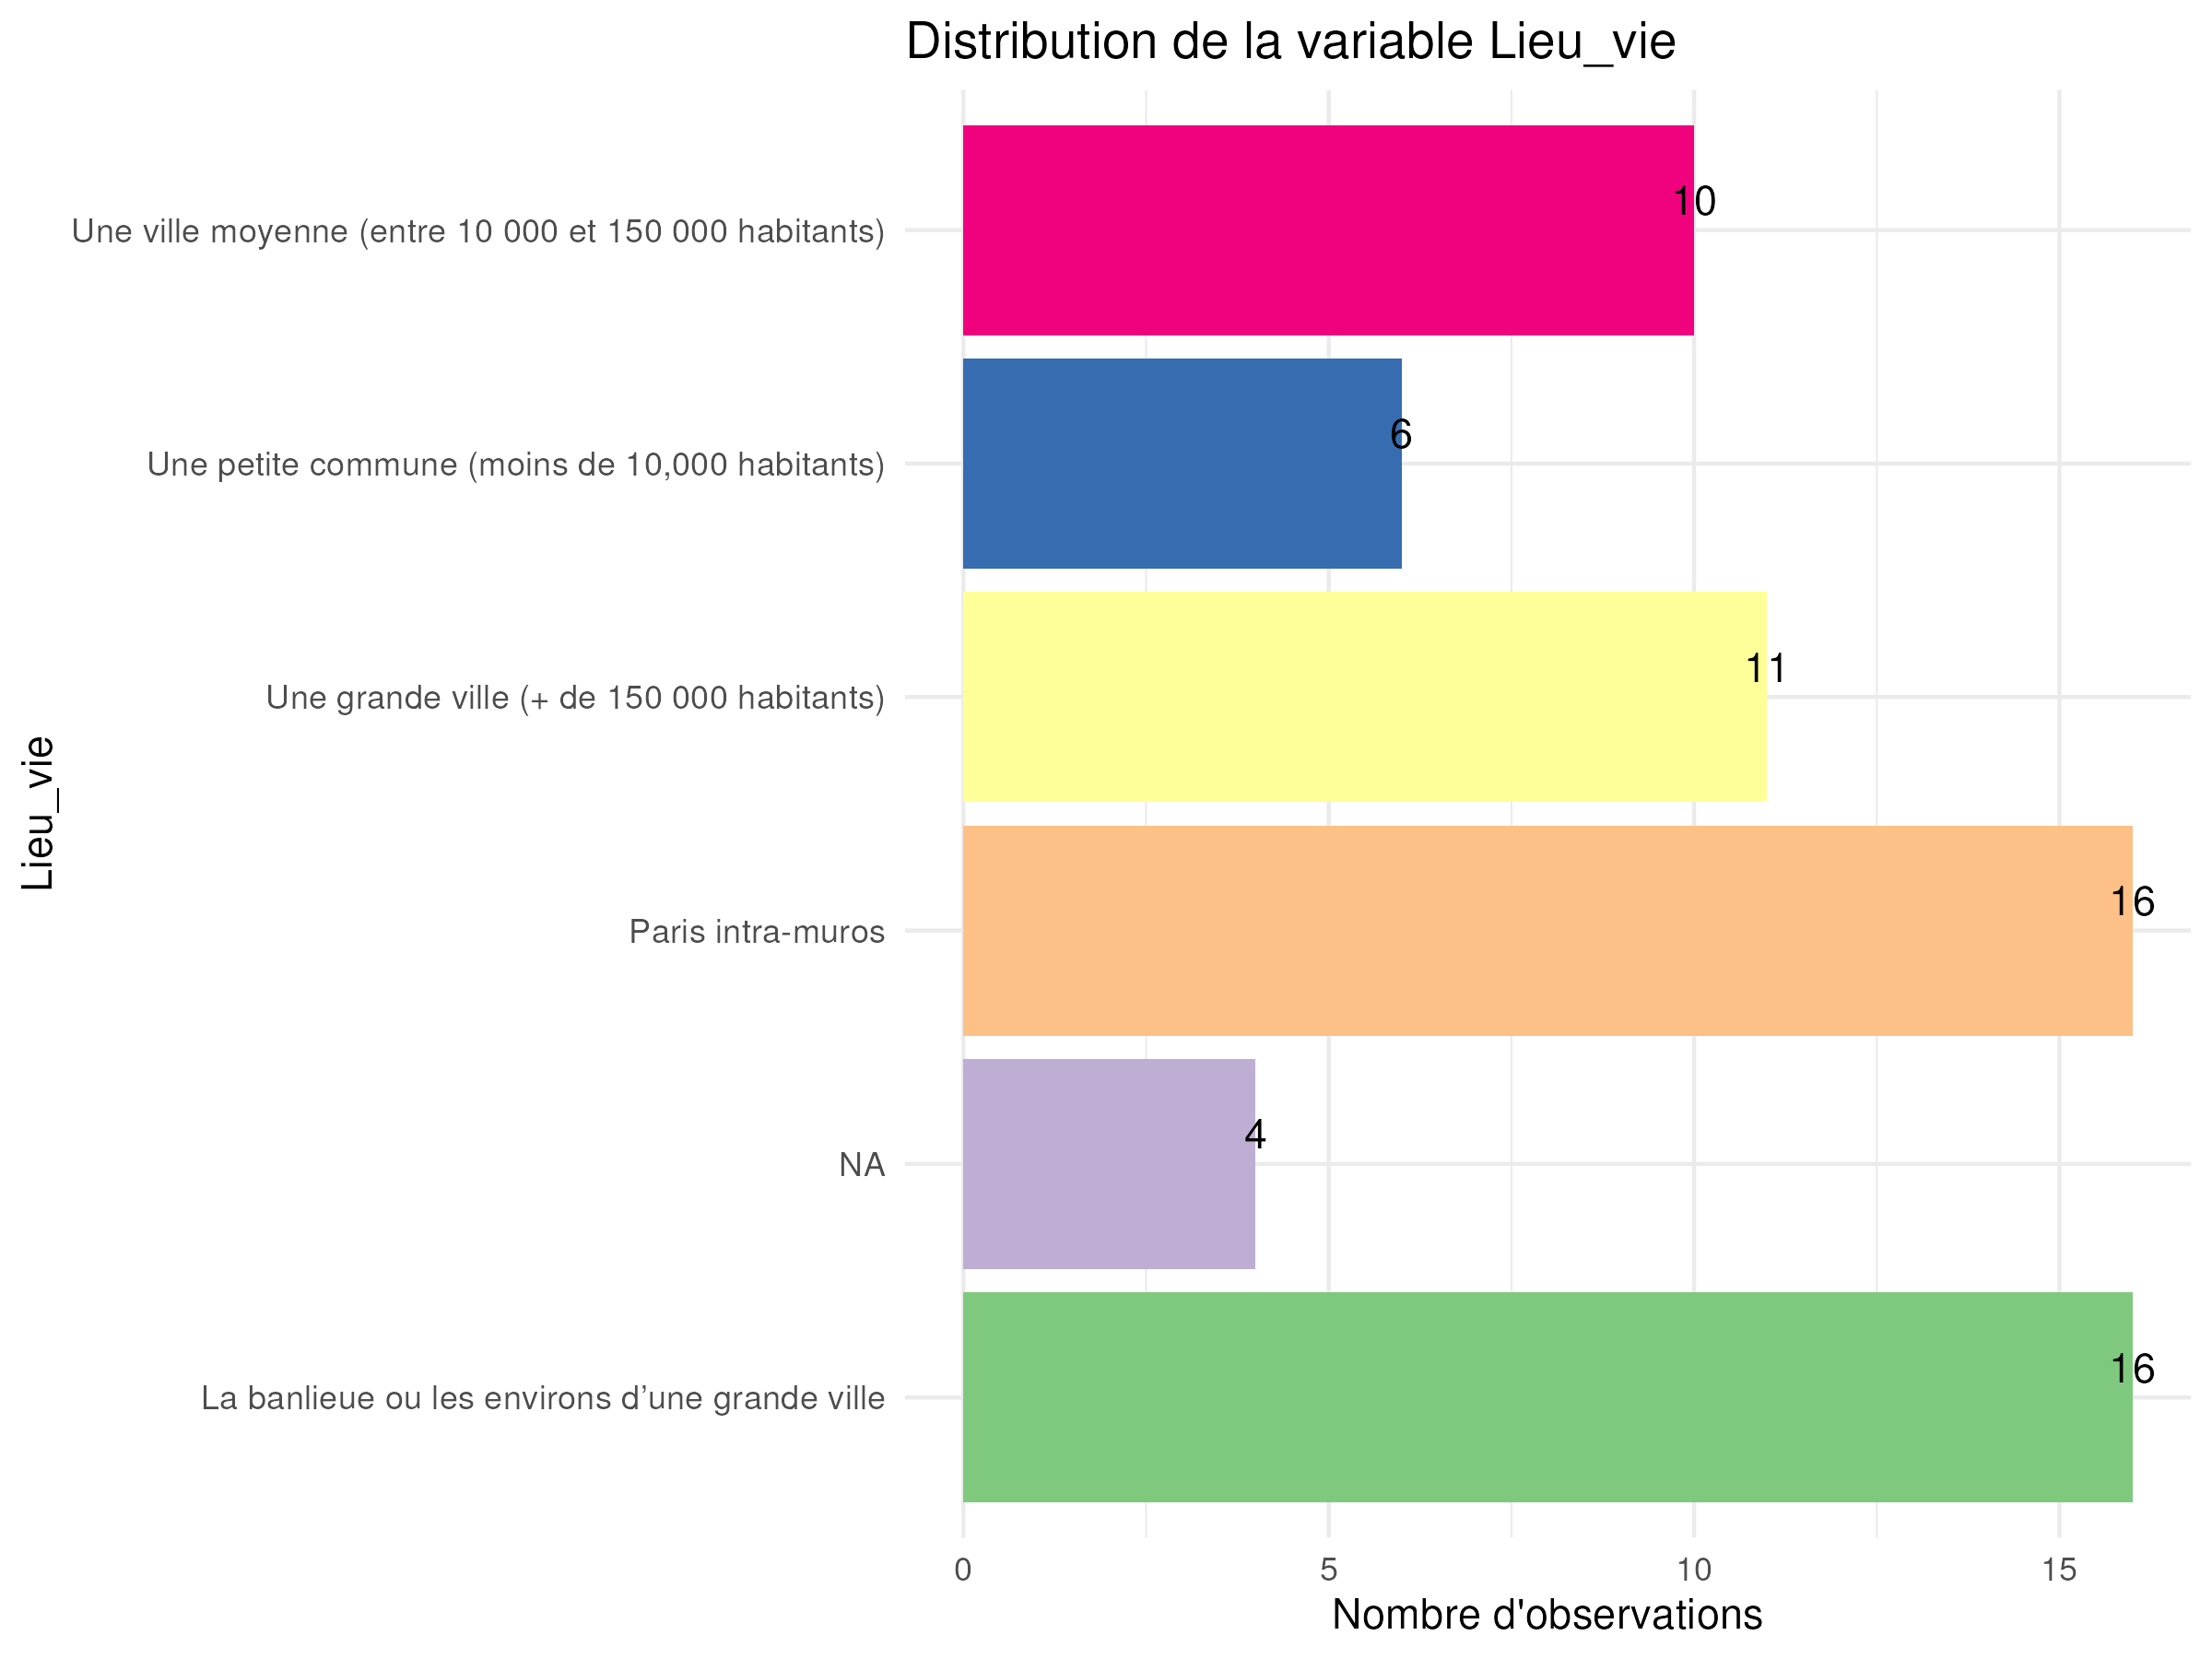 Distribution de la variable Lieu_vie
Une ville moyenne (entre 10 000 et 150 000 habitants)
10
Une petite commune (moins de 10,000 habitants)
6
Une grande ville (+ de 150 000 habitants)
11
Paris intra-muros
16
NA
4
La banlieue ou les environs d’une grande ville
16
Lieu_vie
0 5 10 15
Nombre d'observations